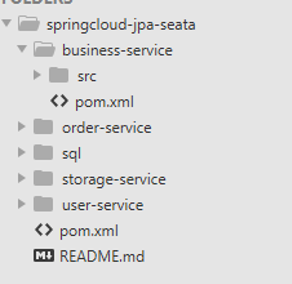 FOLDERS
springcloud-jpa-seata
business-service
src
pom.xml
order-service
sql
storage-service
user-service
pom.xml
README.md